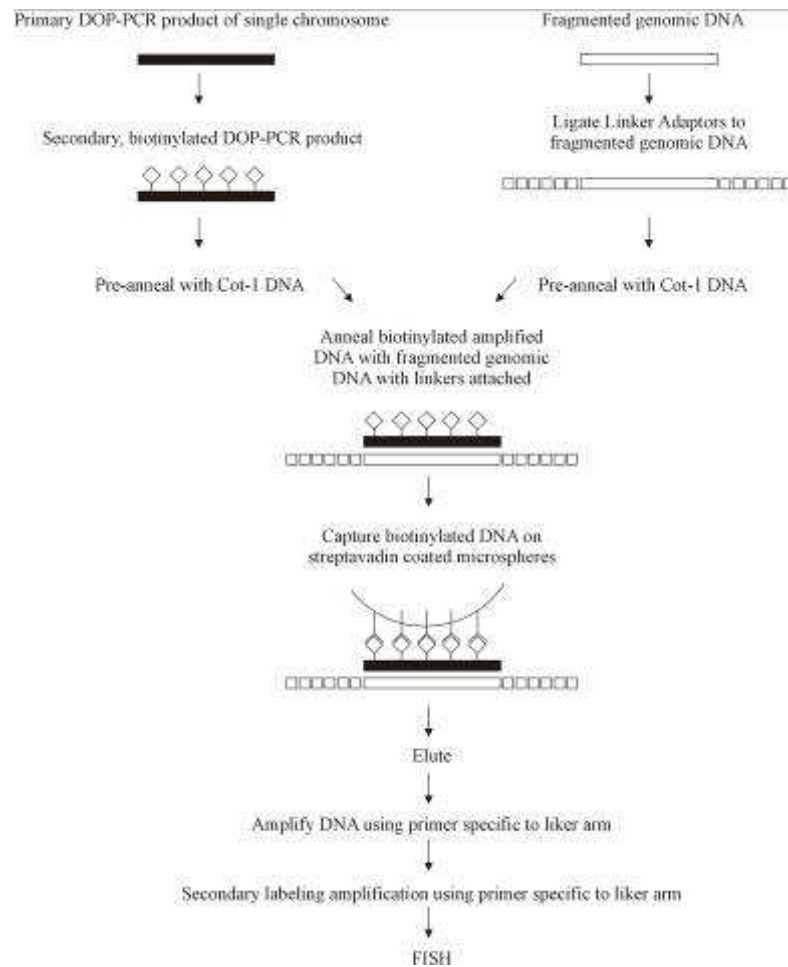 Primary DOP-PCR product of single chromosome
Fragmented genomic DNA
Secondary, biotinylated DOP-PCR product
Ligate Linker Adaptors to
fragmented genomic DNA
Pre-anneal with Cot-1 DNA
Pre-anneal with Cot-1 DNA
Anneal biotinylated amplified
DNA with fragmented genomic
DNA with linkers attached
Capture biotinylated DNA on
streptavadin coated microspheres
Elute
Amplify DNA using primer specific to liker arm
Secondary labeling amplification using primer specific to liker arm
FISH